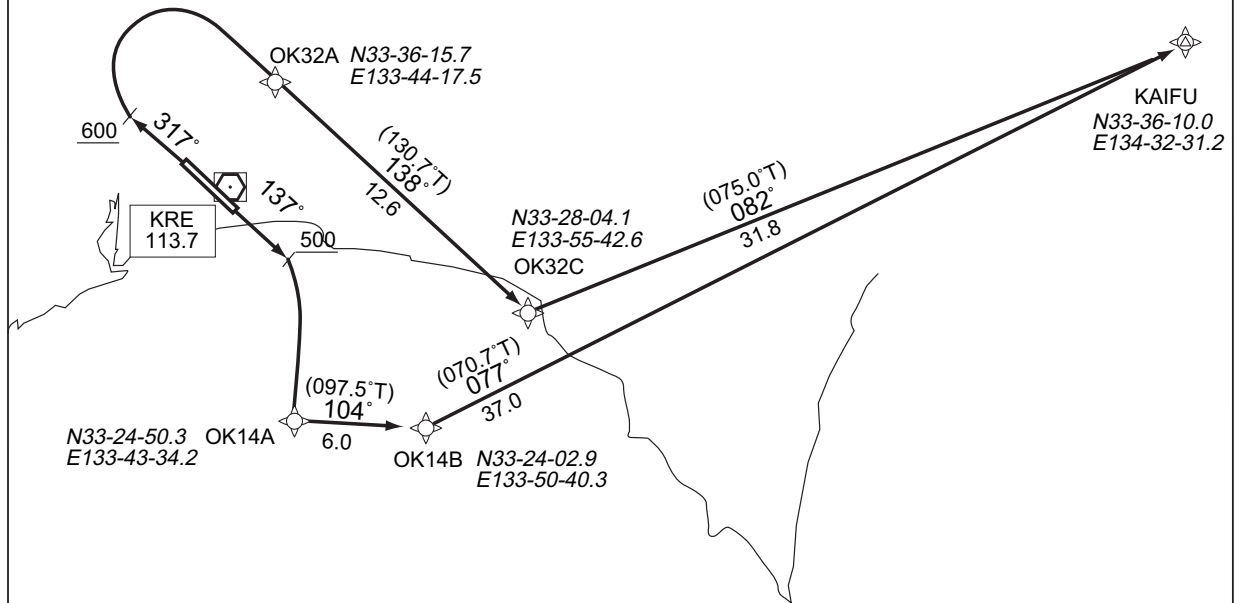 OK32A
N33-36-15.7
E133-44-17.5
KAIFU
N33-36-10.0
E134-32-31.2
600
317°
(130.7°T)
138°
12.6
137°
KRE
113.7
500
(075.0°T)
082°
31.8
N33-28-04.1
E133-55-42.6
OK32C
(070.7°T)
077°
37.0
(097.5°T)
104°
6.0
N33-24-50.3
E133-43-34.2
OK14A
OK14B
N33-24-02.9
E133-50-40.3